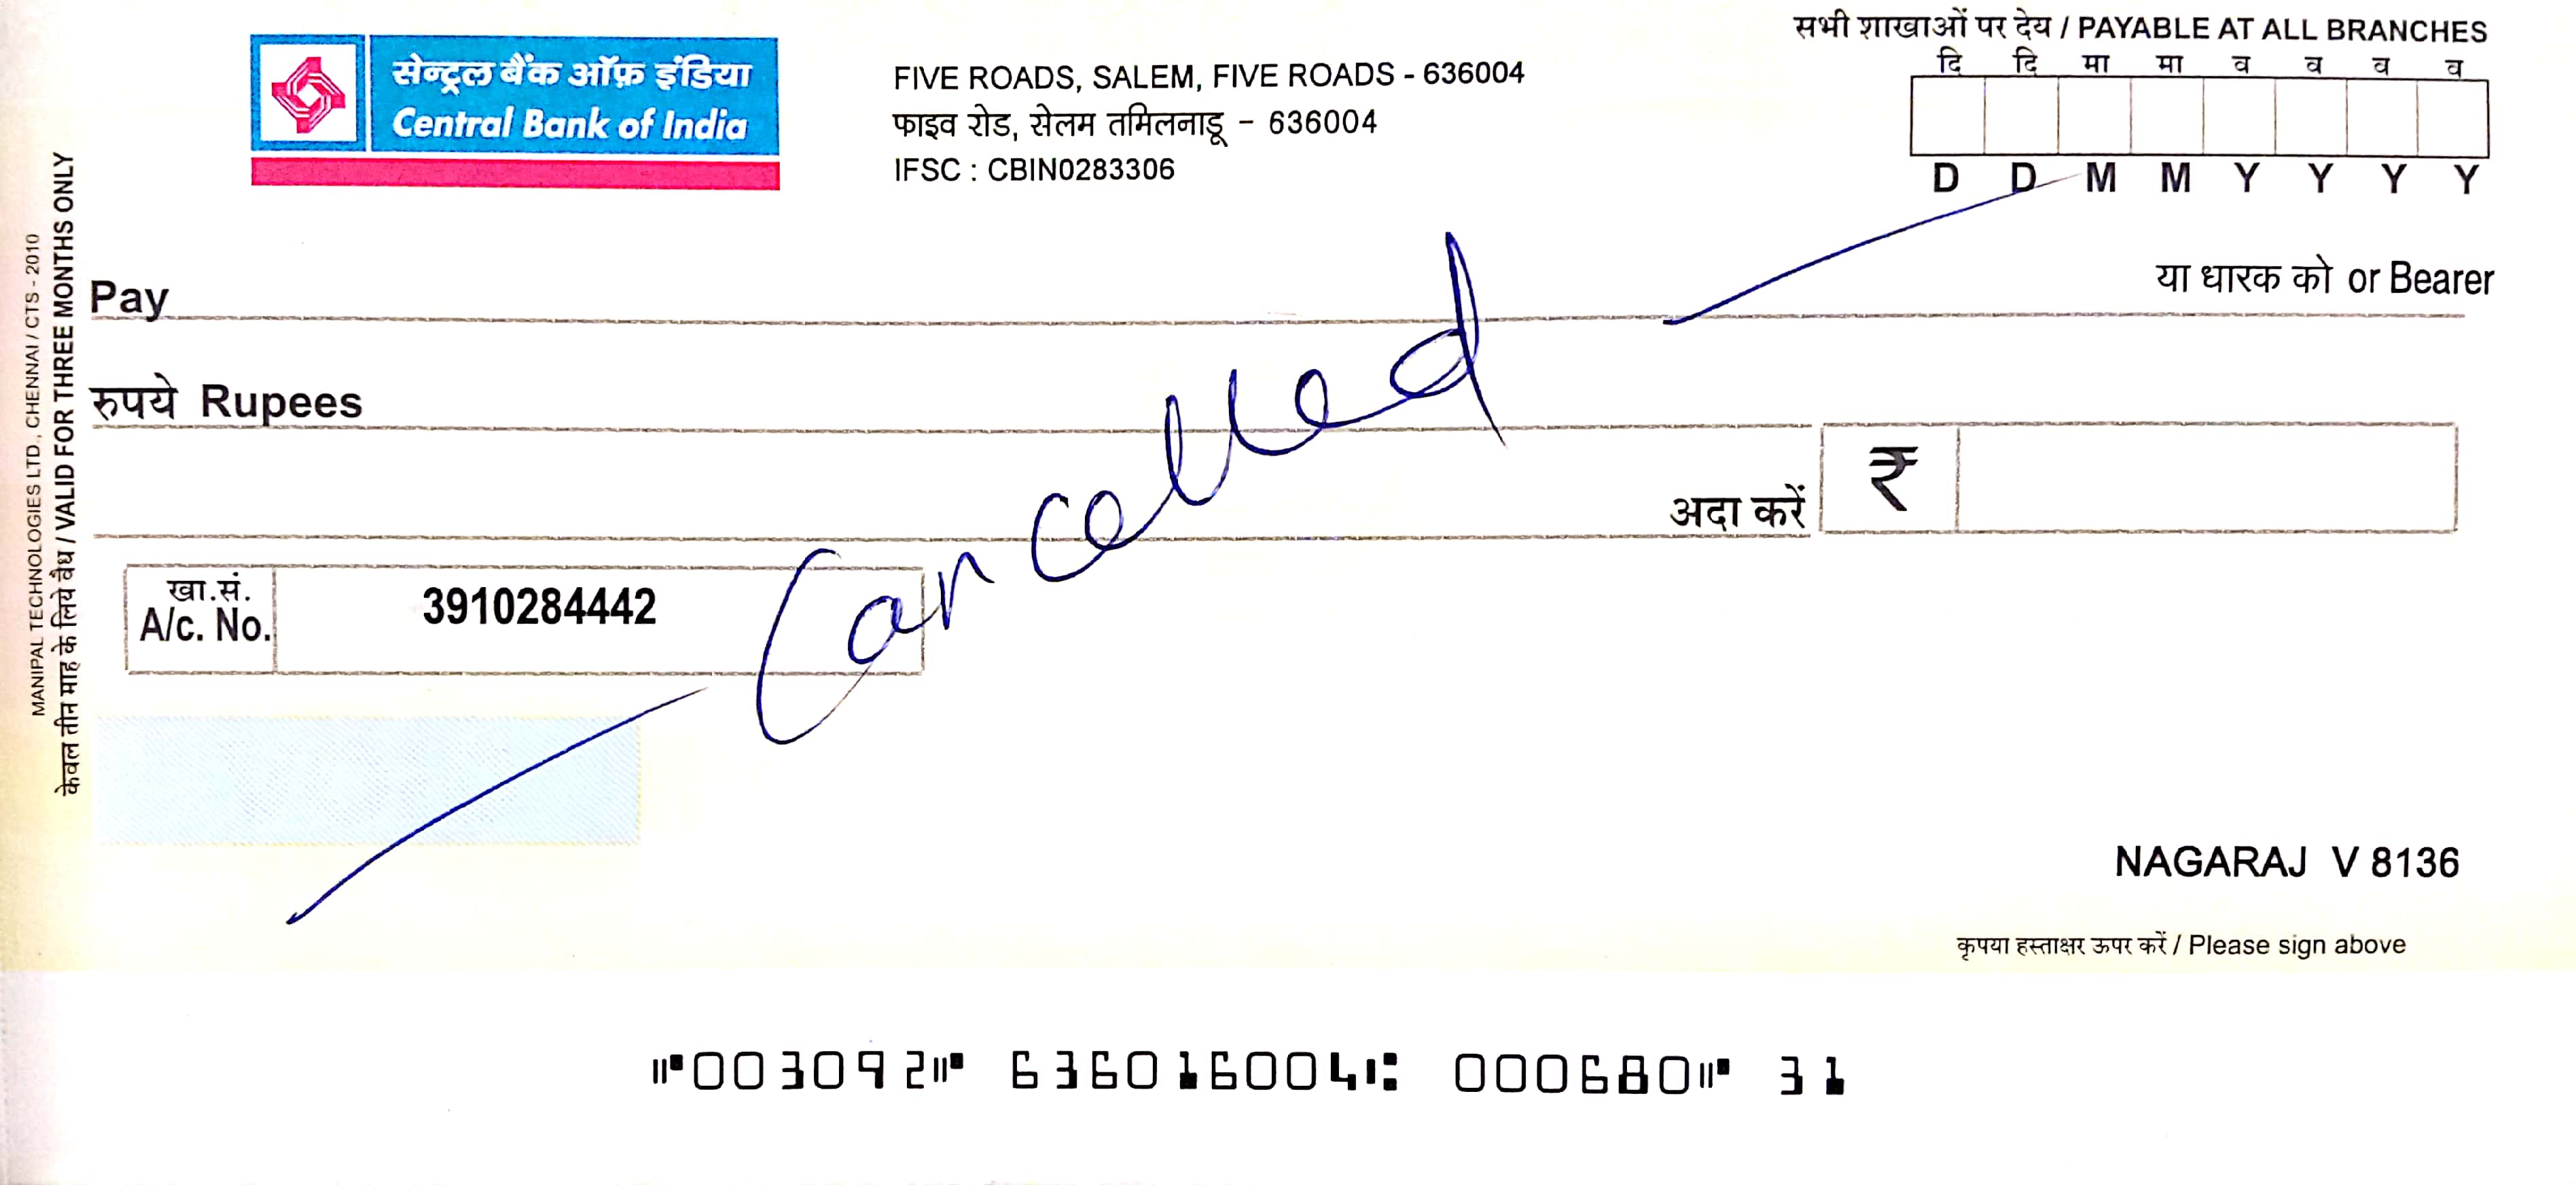 सभी शाखाओं पर देय / PAYABLE AT ALL BRANCHES
दि दि मा मा व व व व
D D M M Y Y Y Y
सेन्ट्रल बैंक ऑफ़ इंडिया
Central Bank of India
FIVE ROADS, SALEM, FIVE ROADS - 636004
फाइव रोड, सेलम तमिलनाडू - 636004
IFSC : CBIN0283306
Pay
या धारक को or Bearer
रुपये Rupees
अदा करें ₹
खा.सं.
A/c. No. 3910284442
Cancelled
MANIPAL TECHNOLOGIES LTD., CHENNAI / CTS - 2010
केवल तीन माह के लिये वैध / VALID FOR THREE MONTHS ONLY
NAGARAJ V 8136
कृपया हस्ताक्षर ऊपर करें / Please sign above
⑈003092⑈ 636016004⑆ 000680⑈ 31